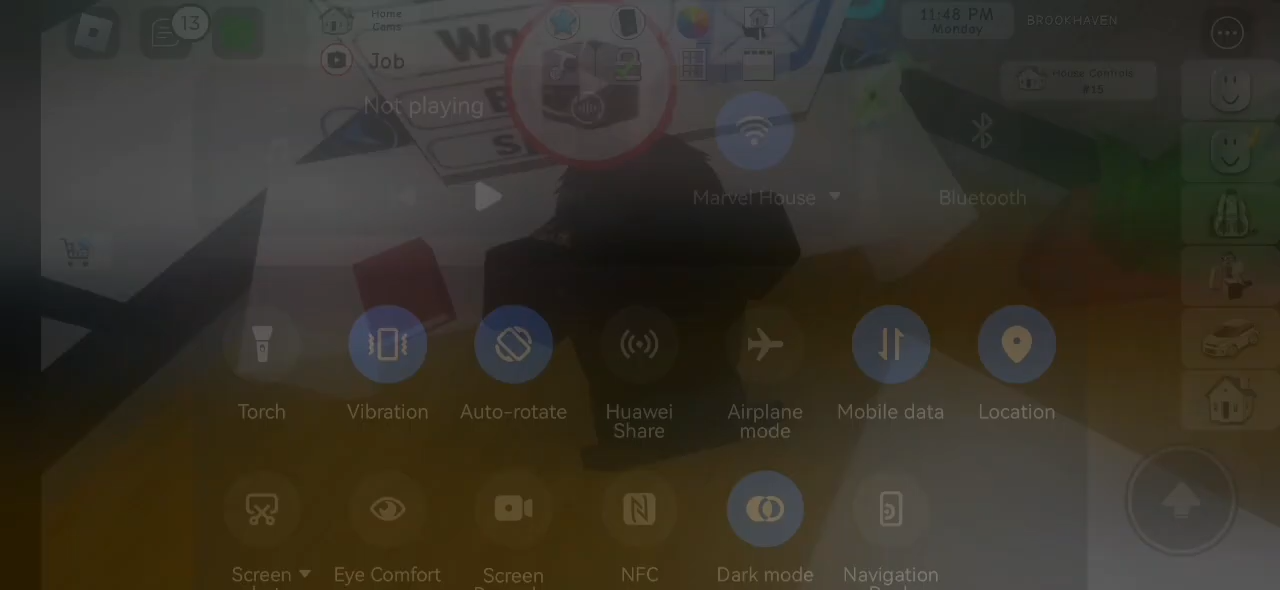 13
Home
Job
11:48 PM
Monday
BROOKHAVEN
House Controls
#15
Not playing
Marvel House
Bluetooth
Torch
Vibration
Auto-rotate
Huawei
Share
Airplane
mode
Mobile data
Location
Screen
Eye Comfort
Screen
NFC
Dark mode
Navigation